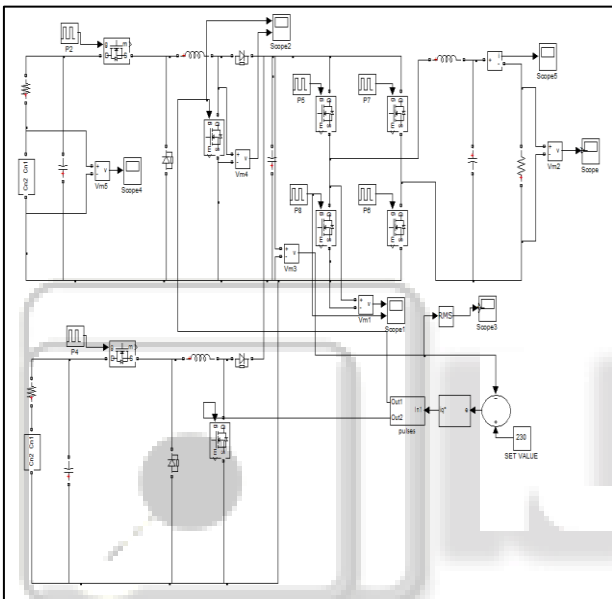 P2
Scope2
P5
P7
Scope5
Vm4
Vm2
Scope
Cn1
Cn2
Vm5
Scope4
P8
P6
Vm3
Vm1
Scope1
RMS
Scope3
P4
Out1
Out2
In1
pulses
230
SET VALUE
Cn1
Cn2